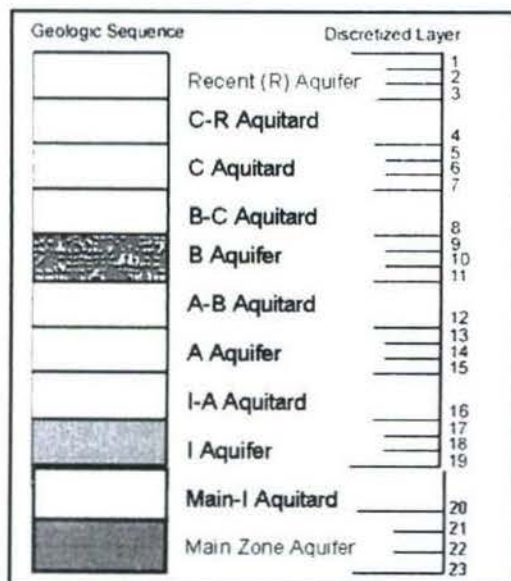 Geologic Sequence Discretized Layer
1
Recent (R) Aquifer 2
3
C-R Aquitard
4
5
C Aquitard 6
7
B-C Aquitard
8
9
B Aquifer 10
11
A-B Aquitard
12
13
A Aquifer 14
15
I-A Aquitard
16
17
I Aquifer 18
19
Main-I Aquitard 20
21
Main Zone Aquifer 22
23